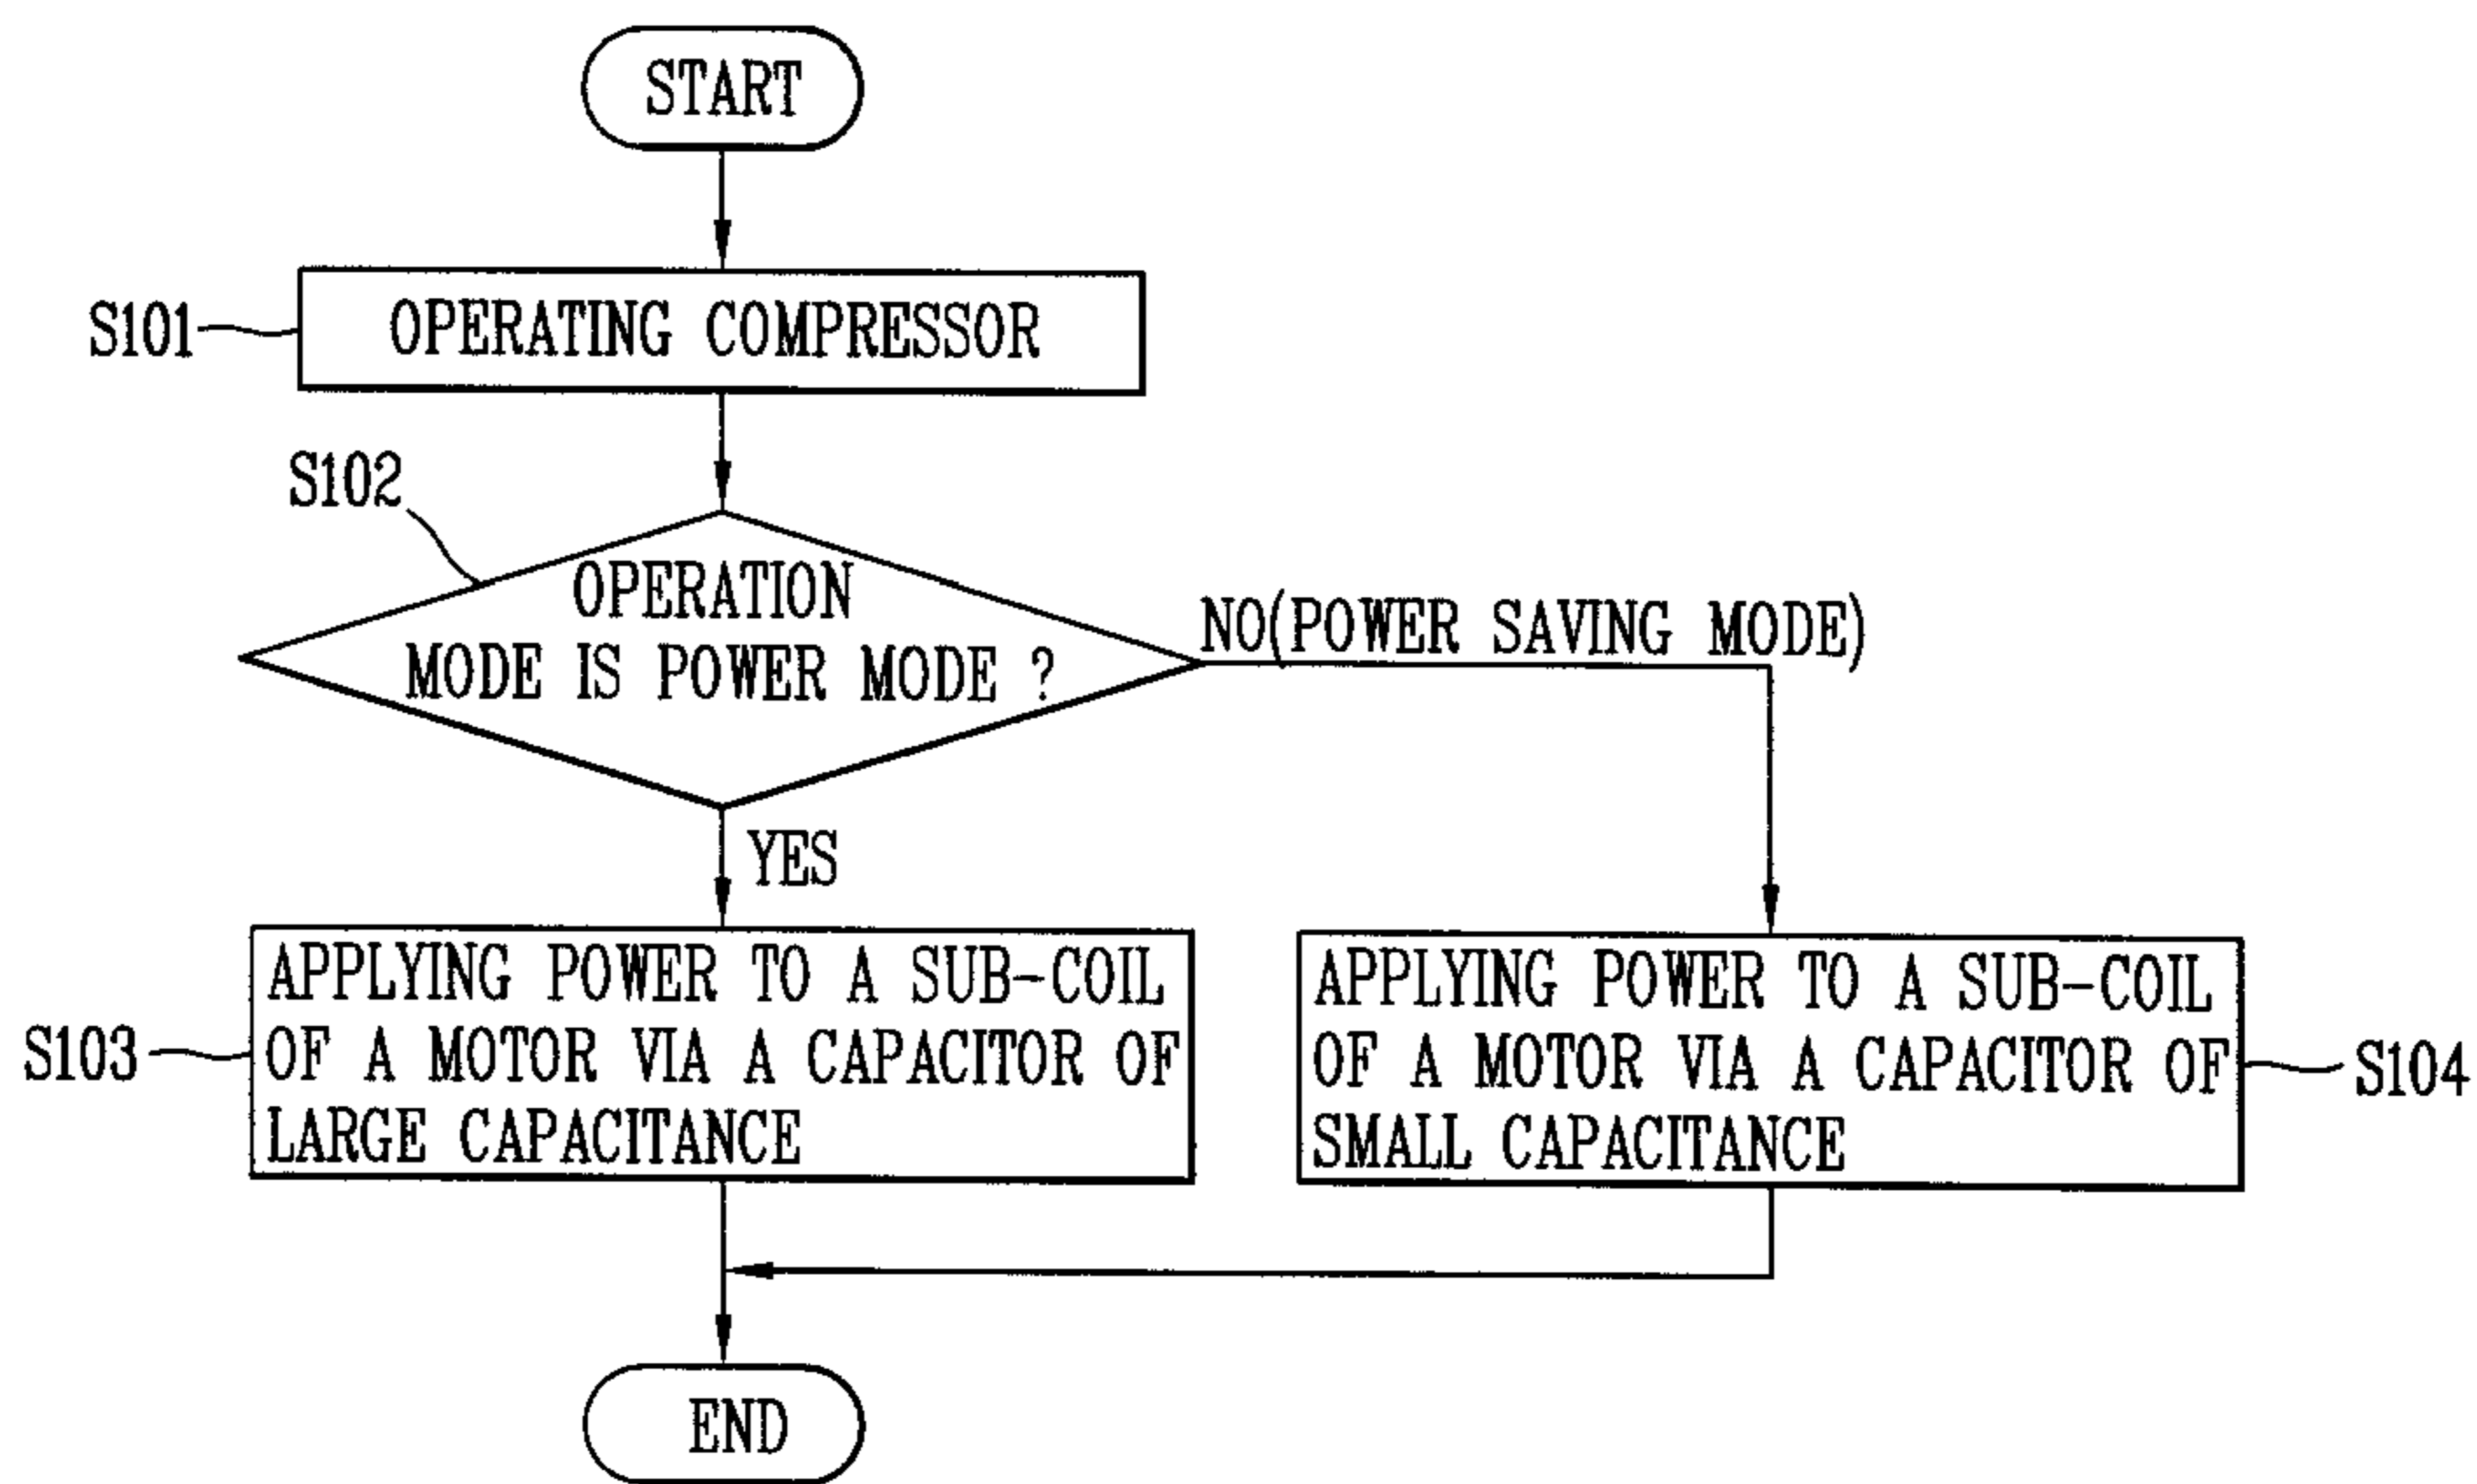 START
S101
OPERATING COMPRESSOR
S102
OPERATION
MODE IS POWER MODE ?
NO(POWER SAVING MODE)
YES
S103
APPLYING POWER TO A SUB-COIL
OF A MOTOR VIA A CAPACITOR OF
LARGE CAPACITANCE
APPLYING POWER TO A SUB-COIL
OF A MOTOR VIA A CAPACITOR OF
SMALL CAPACITANCE
S104
END